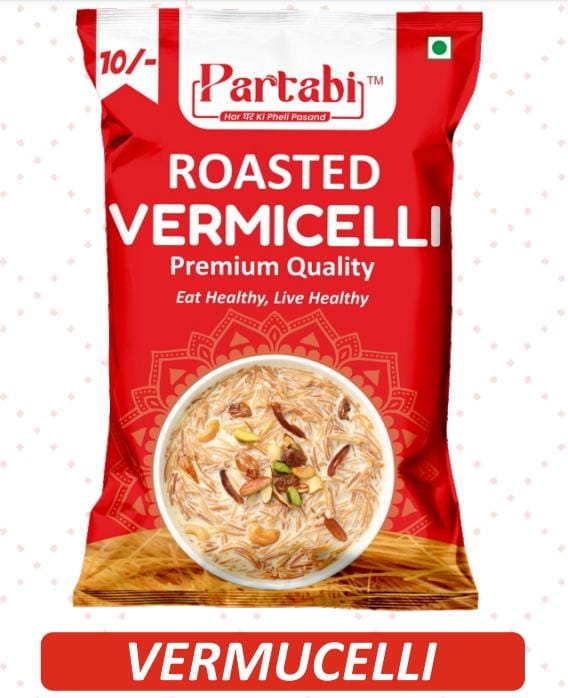 10/-
Partabi™
Har घर Ki Pheli Pasand
ROASTED
VERMICELLI
Premium Quality
Eat Healthy, Live Healthy
VERMUCELLI